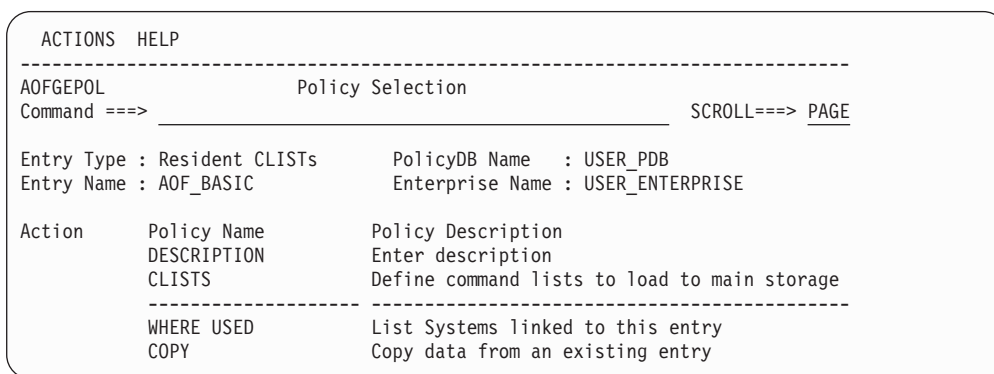 ACTIONS HELP
-------------------------------------------------------------------------------
AOFGEPOL Policy Selection
Command ===> SCROLL===> PAGE
Entry Type : Resident CLISTs PolicyDB Name : USER_PDB
Entry Name : AOF_BASIC Enterprise Name : USER_ENTERPRISE
Action Policy Name Policy Description
DESCRIPTION Enter description
CLISTS Define command lists to load to main storage
-------------------- ---------------------------------------------
WHERE USED List Systems linked to this entry
COPY Copy data from an existing entry